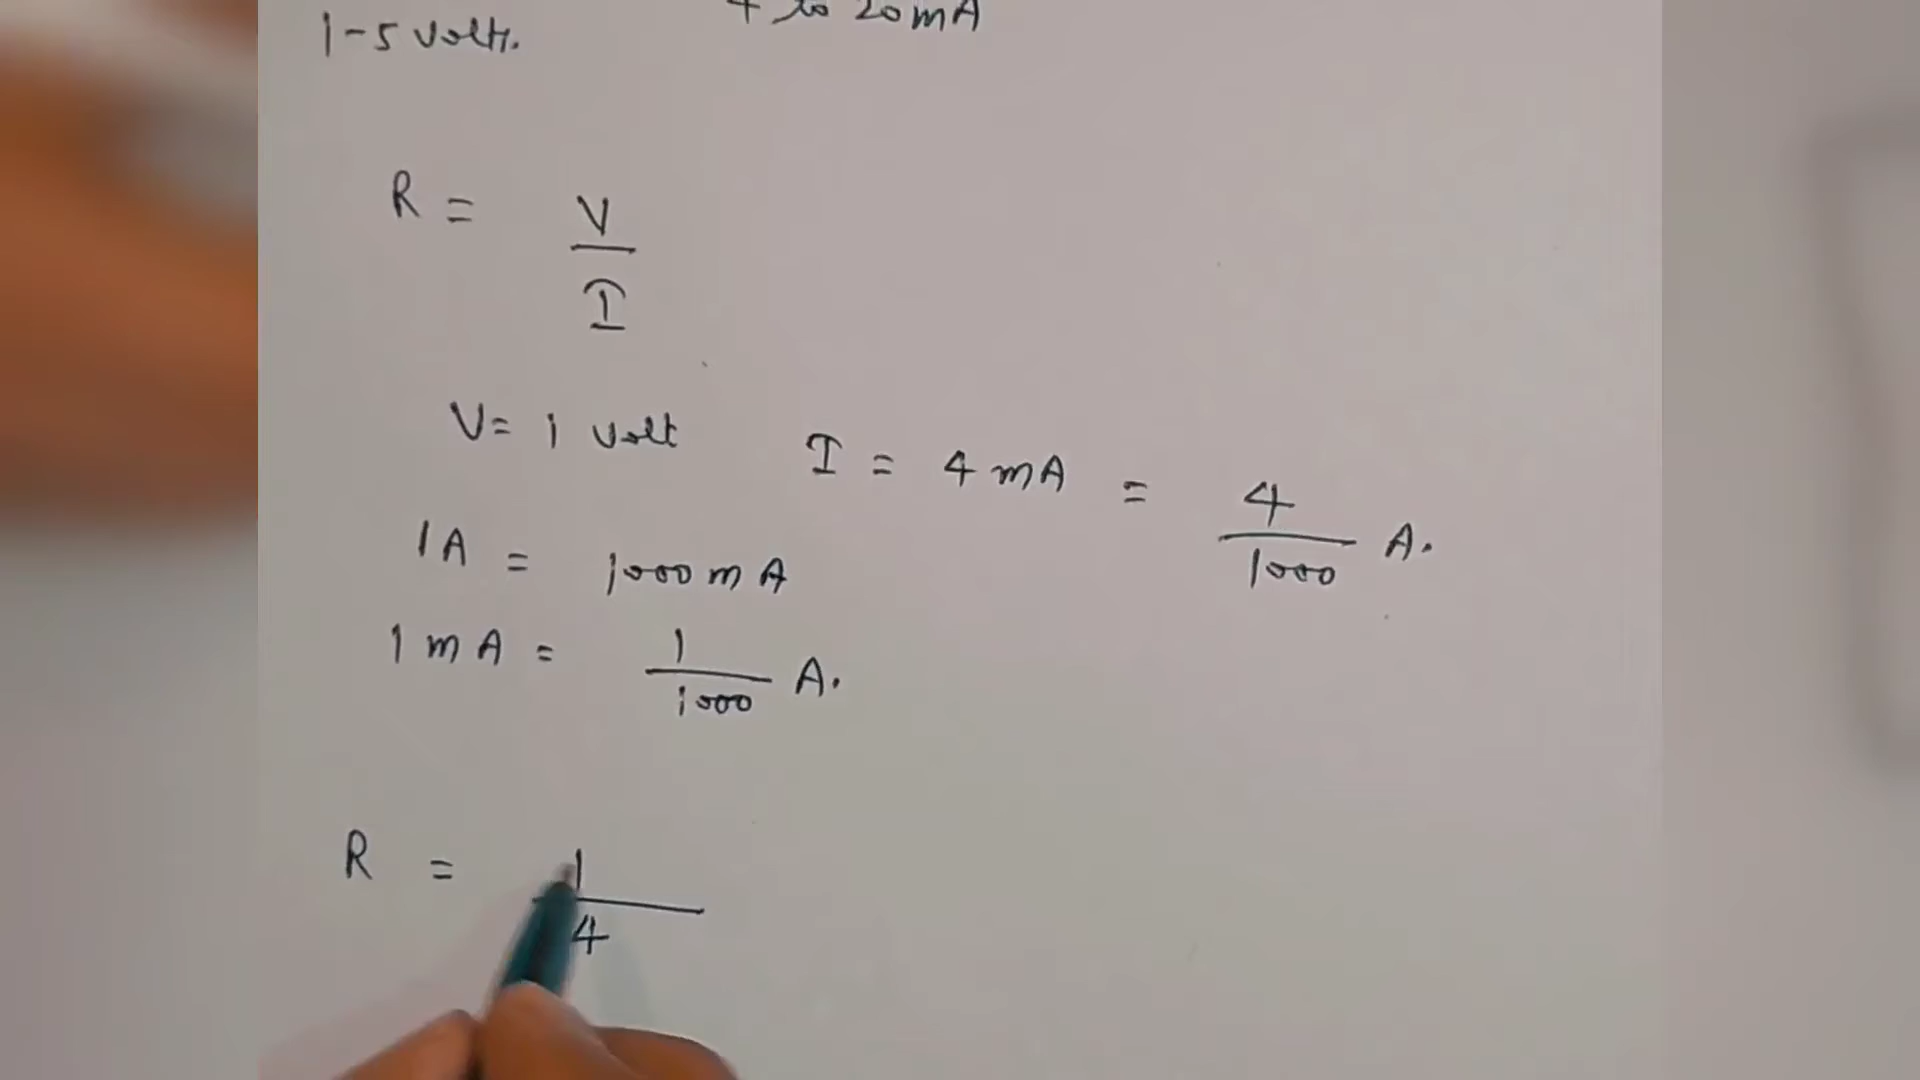 1-5 Volts. 4 to 20mA
R = V
I
V= 1 Volt I = 4 mA = 4
1000 A.
1A = 1000 mA
1 mA = 1
1000 A.
R = 1
4